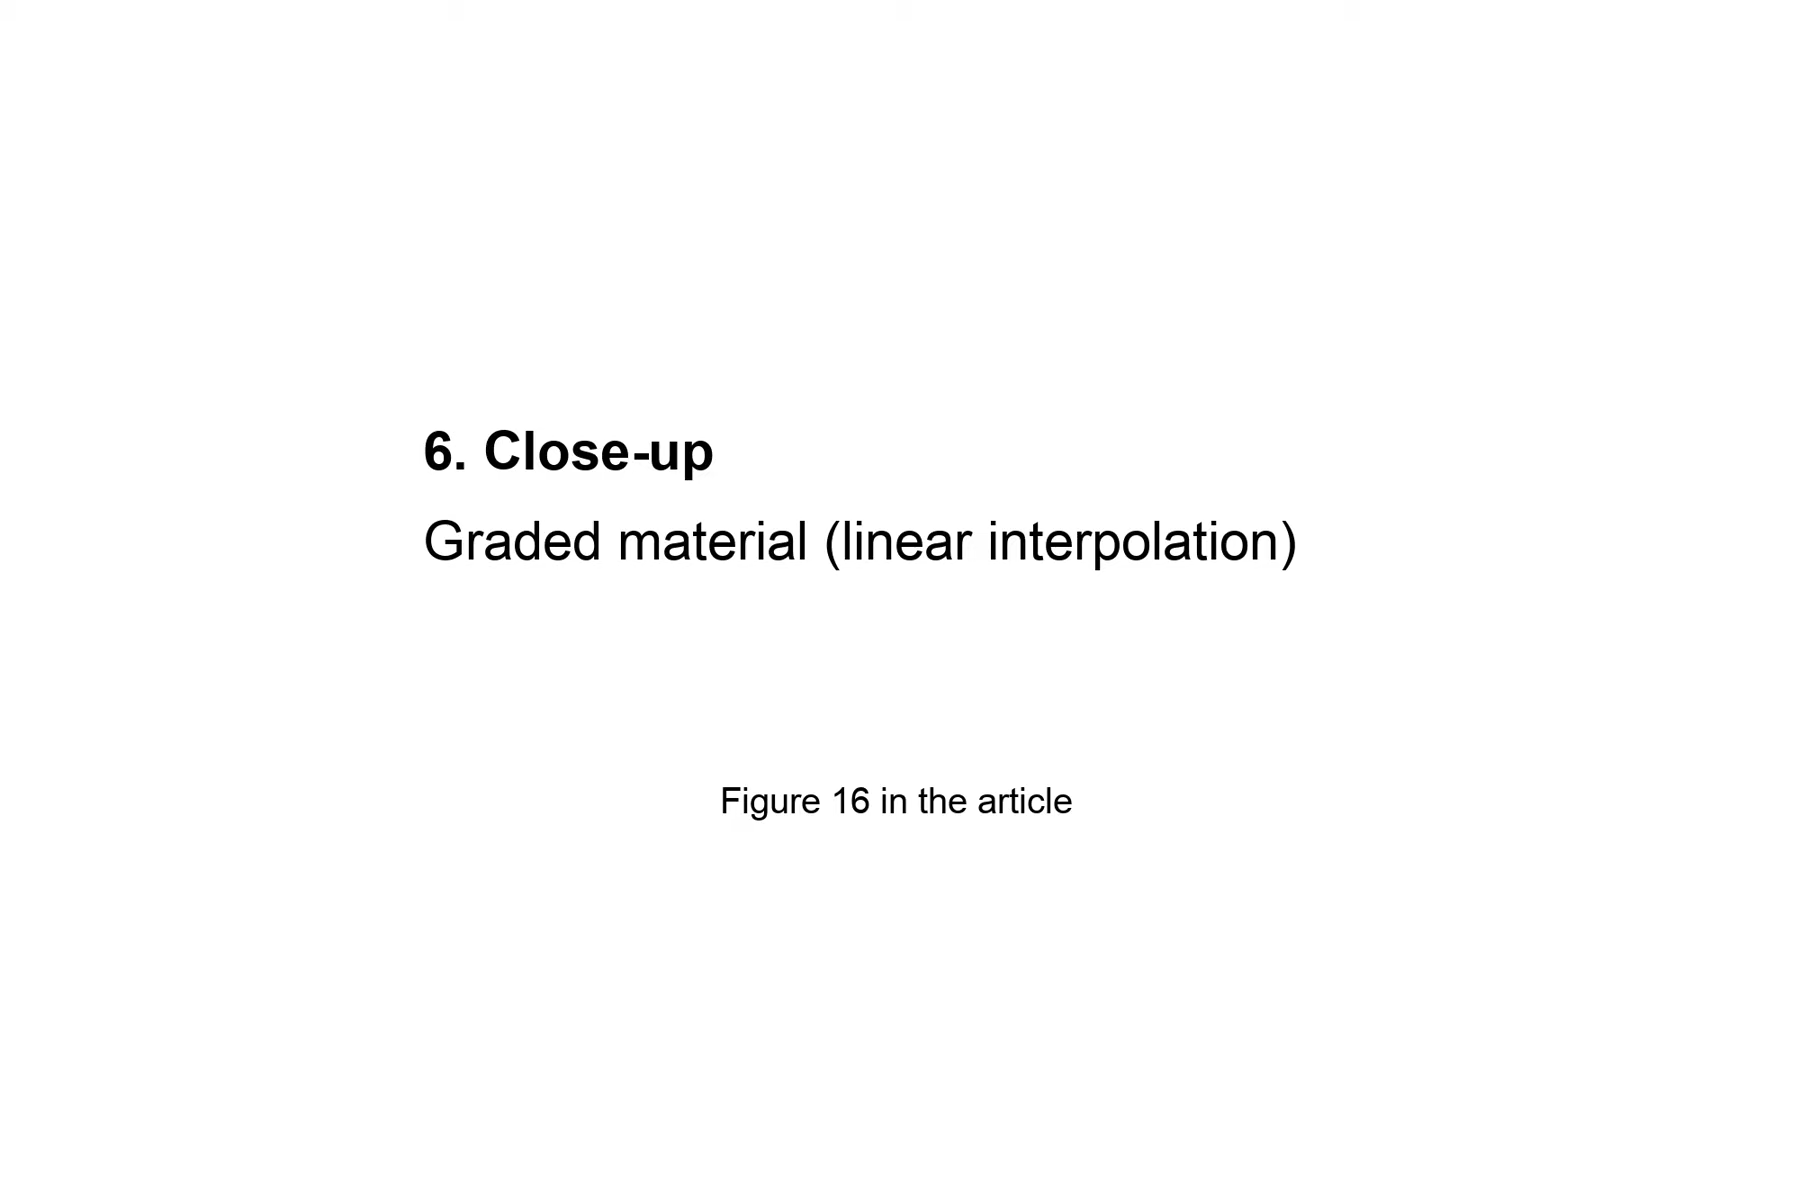 6. Close-up
Graded material (linear interpolation)
Figure 16 in the article